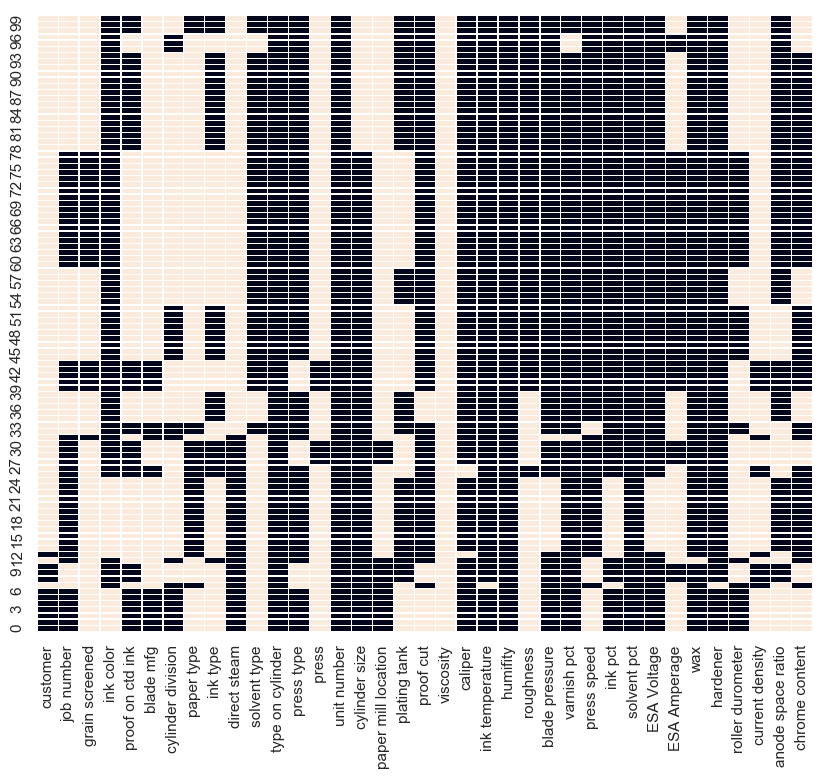 99
96
93
90
87
84
81
78
75
72
69
66
63
60
57
54
51
48
45
42
39
36
33
30
27
24
21
18
15
12
9
6
3
0
customer
job number
grain screened
ink color
proof on ctd ink
blade mfg
cylinder division
paper type
ink type
direct steam
solvent type
type on cylinder
press type
press
unit number
cylinder size
paper mill location
plating tank
proof cut
viscosity
caliper
ink temperature
humifity
roughness
blade pressure
varnish pct
press speed
ink pct
solvent pct
ESA Voltage
ESA Amperage
wax
hardener
roller durometer
current density
anode space ratio
chrome content